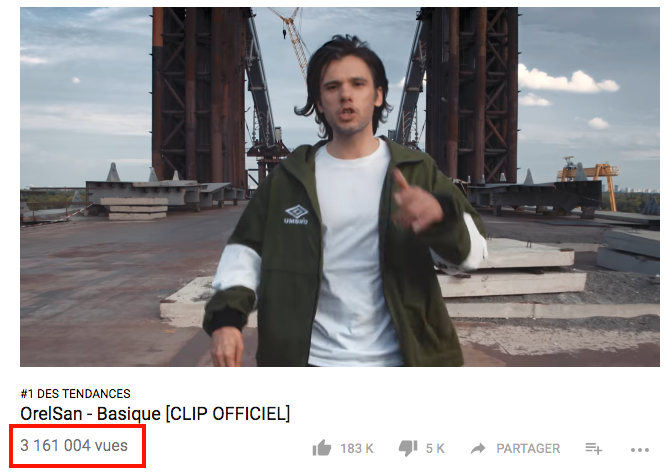 UMBRO
#1 DES TENDANCES
OrelSan - Basique [CLIP OFFICIEL]
3 161 004 vues
183 K
5 K
PARTAGER